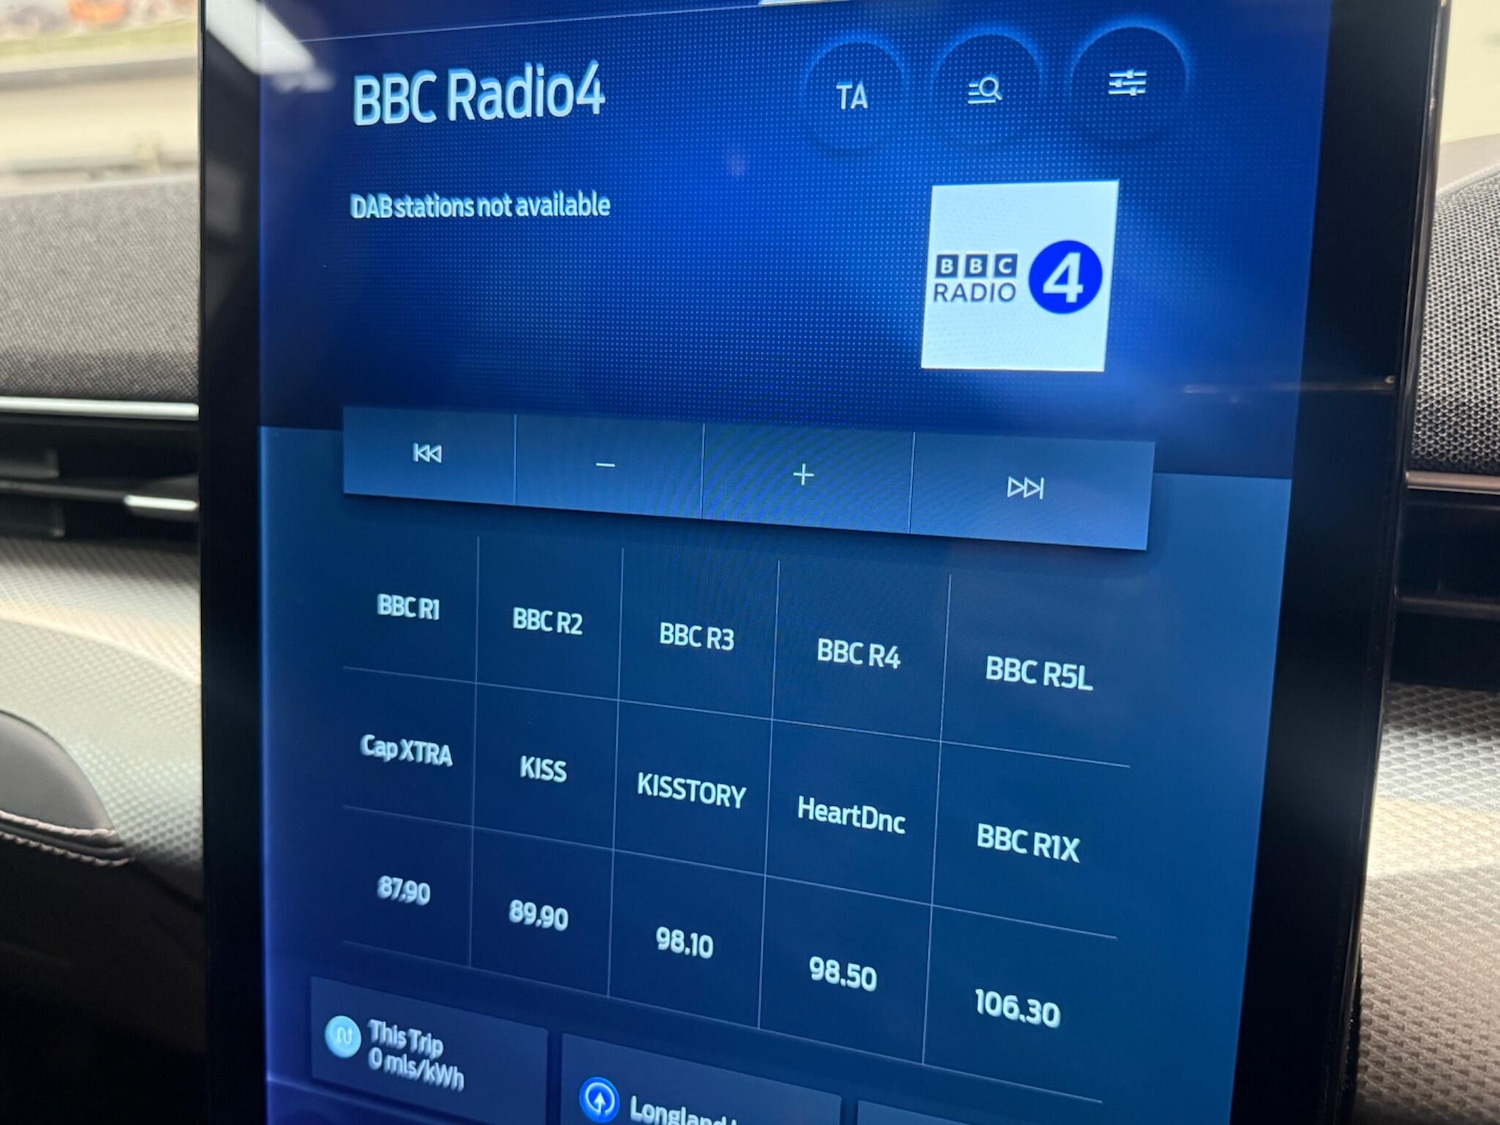 BBC Radio4
TA
DAB stations not available
BBC
RADIO 4
BBC R1
BBC R2
BBC R3
BBC R4
BBC R5L
Cap XTRA
KISS
KISSTORY
HeartDnc
BBC R1X
87.90
89.90
98.10
98.50
106.30
This Trip
0 mls/kWh
Longland